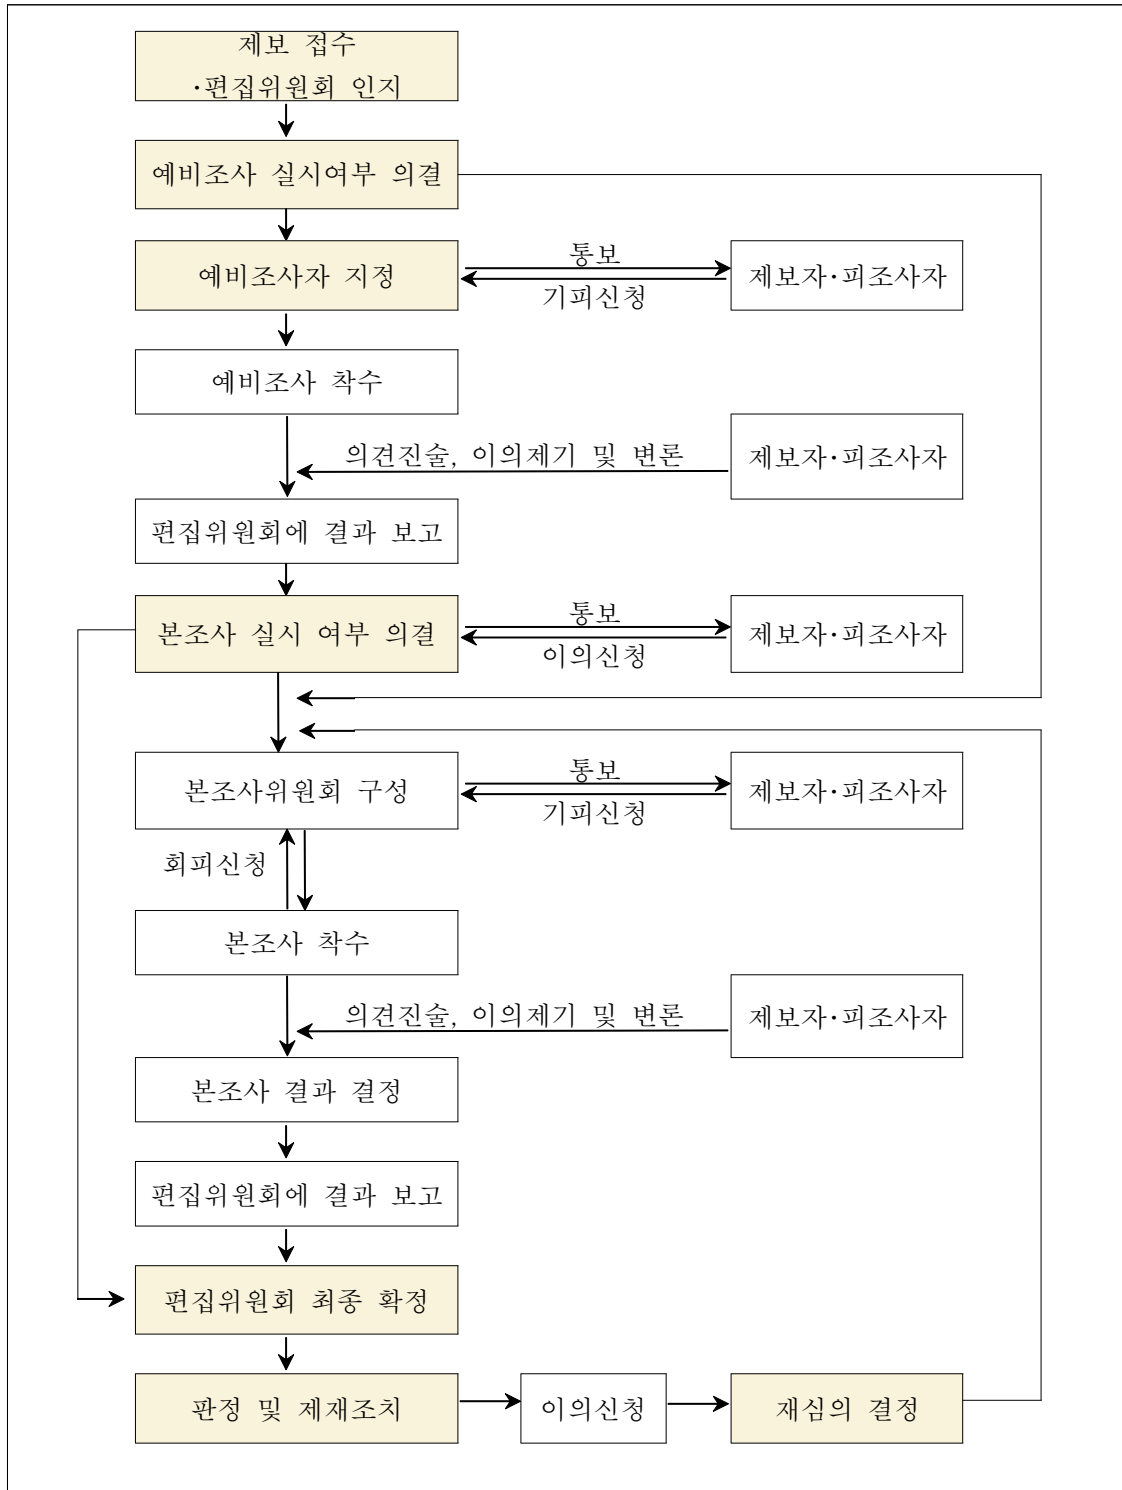 제보 접수
·편집위원회 인지
예비조사 실시여부 의결
예비조사자 지정
통보
기피신청
제보자·피조사자
예비조사 착수
의견진술, 이의제기 및 변론
제보자·피조사자
편집위원회에 결과 보고
본조사 실시 여부 의결
통보
이의신청
제보자·피조사자
본조사위원회 구성
통보
기피신청
제보자·피조사자
회피신청
본조사 착수
의견진술, 이의제기 및 변론
제보자·피조사자
본조사 결과 결정
편집위원회에 결과 보고
편집위원회 최종 확정
판정 및 제재조치
이의신청
재심의 결정